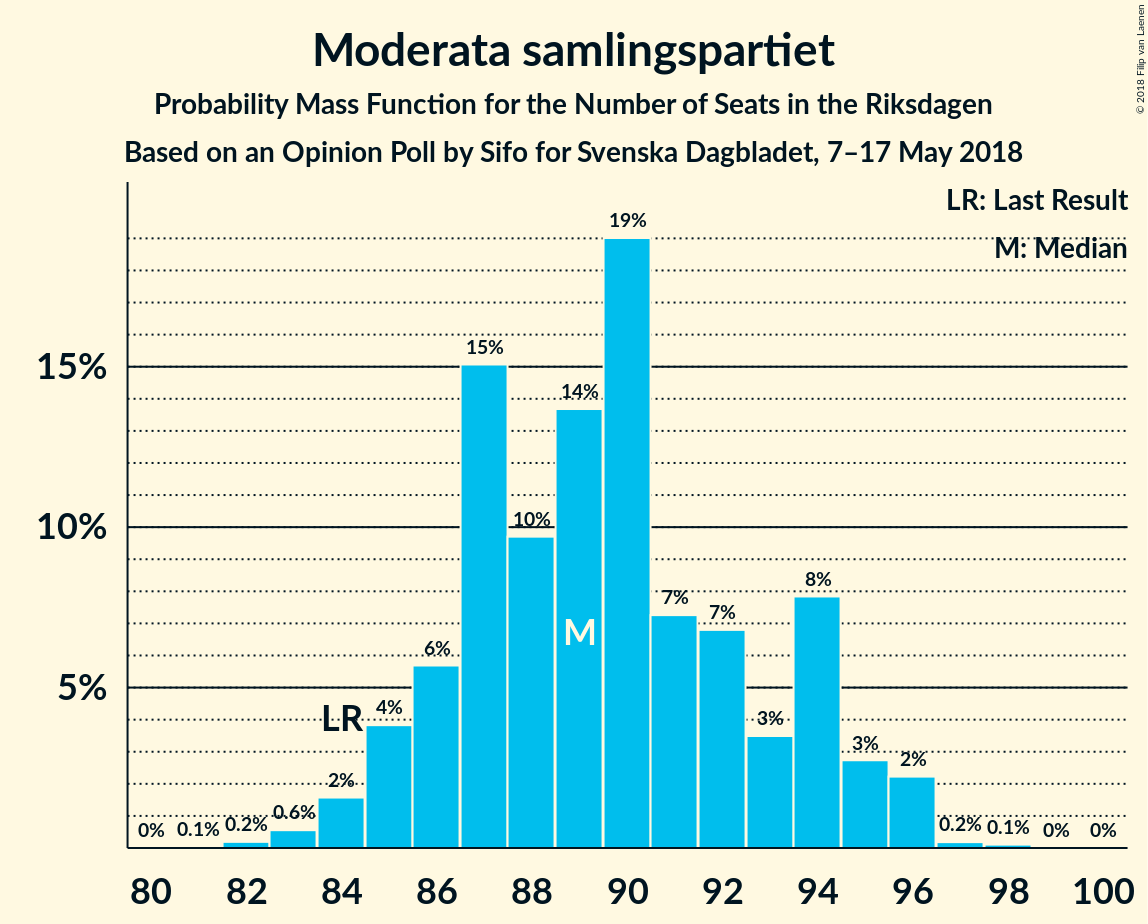 Moderata samlingspartiet
Probability Mass Function for the Number of Seats in the Riksdagen
Based on an Opinion Poll by Sifo for Svenska Dagbladet, 7–17 May 2018
© 2018 Filip van Laenen
LR: Last Result
M: Median
15%
10%
5%
0%
0.1%
0.2%
0.6%
2%
LR
4%
6%
15%
10%
14%
M
19%
7%
7%
3%
8%
3%
2%
0.2%
0.1%
0%
0%
80 82 84 86 88 90 92 94 96 98 100